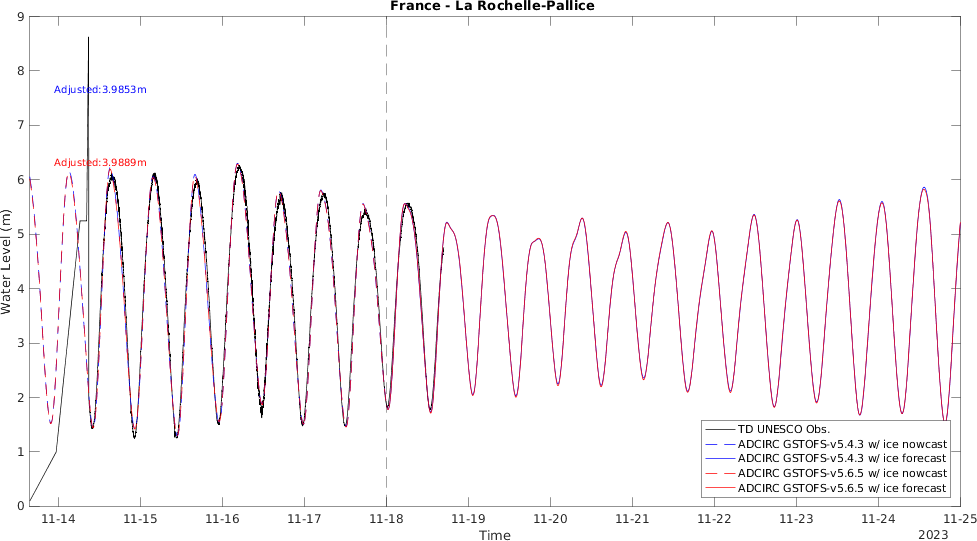 France - La Rochelle-Pallice
9
8
7
6
5
4
3
2
1
0
Water Level (m)
Adjusted:3.9853m
Adjusted:3.9889m
TD UNESCO Obs.
ADCIRC GSTOFS-v5.4.3 w/ ice nowcast
ADCIRC GSTOFS-v5.4.3 w/ ice forecast
ADCIRC GSTOFS-v5.6.5 w/ ice nowcast
ADCIRC GSTOFS-v5.6.5 w/ ice forecast
11-14 11-15 11-15 11-16 11-17 11-18 11-19 11-20 11-21 11-22 11-23 11-24 11-25
Time
2023